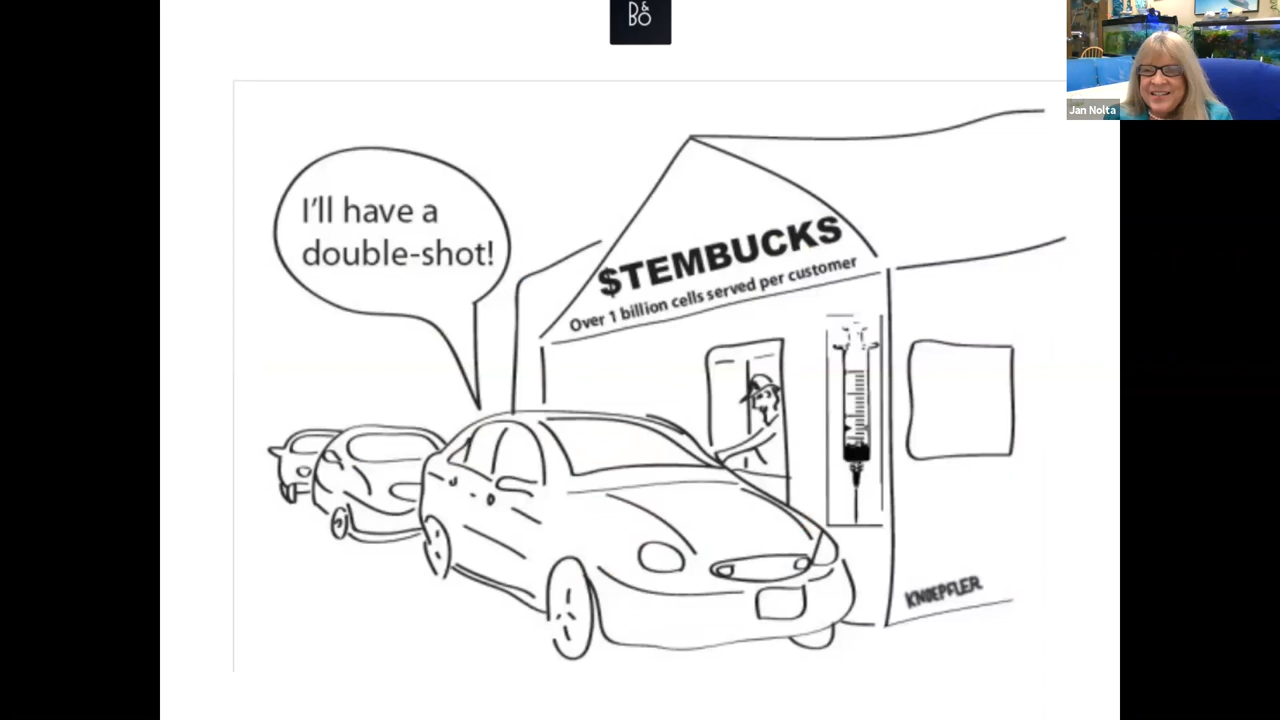 B&O
Jan Nolta
I'll have a
double-shot!
$TEMBUCKS
Over 1 billion cells served per customer
KNOEPFLER